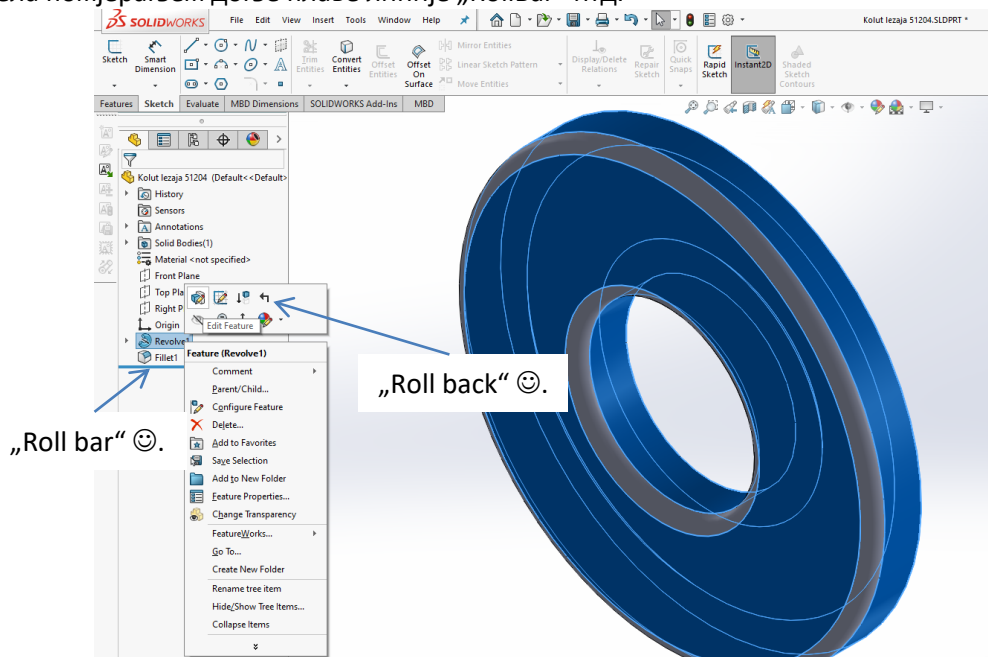 помјерањем доње плаве линије „Rollbar“ итд.
SOLIDWORKS File Edit View Insert Tools Window Help Kolut lezaja 51204.SLDPRT *
Sketch
Smart Dimension
Trim Entities
Convert Entities
Offset Entities
Offset On Surface
Mirror Entities
Linear Sketch Pattern
Move Entities
Display/Delete Relations
Repair Sketch
Quick Snaps
Rapid Sketch
Instant2D
Shaded Sketch Contours
Features Sketch Evaluate MBD Dimensions SOLIDWORKS Add-Ins MBD
Kolut lezaja 51204 (Default<<Default>
History
Sensors
Annotations
Solid Bodies(1)
Material <not specified>
Front Plane
Top Pla
Right P
Origin
Edit Feature
Revolve1
Fillet1
Feature (Revolve1)
Comment
Parent/Child...
Configure Feature
Delete...
Add to Favorites
Save Selection
Add to New Folder
Feature Properties...
Change Transparency
FeatureWorks...
Go To...
Create New Folder
Rename tree item
Hide/Show Tree Items...
Collapse Items
„Roll back“ ☺.
„Roll bar“ ☺.